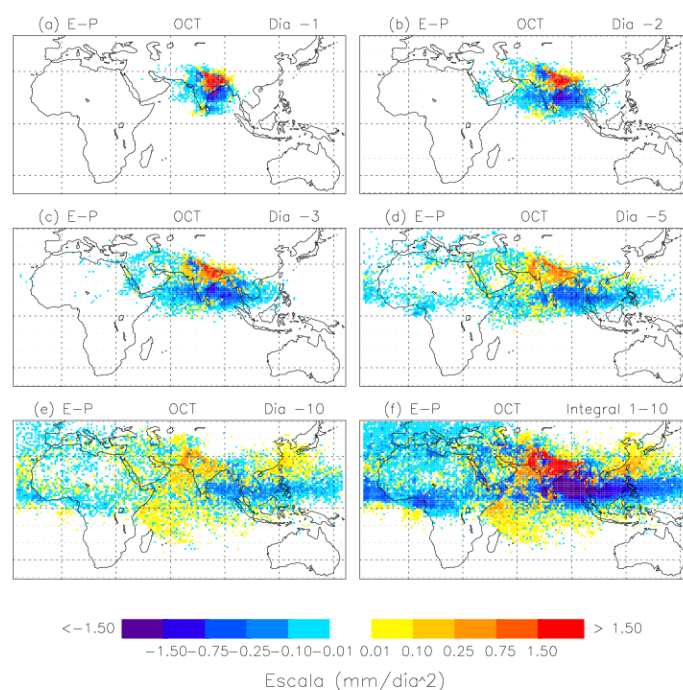 (a) E-P OCT Dia -1
(b) E-P OCT Dia -2
(c) E-P OCT Dia -3
(d) E-P OCT Dia -5
(e) E-P OCT Dia -10
(f) E-P OCT Integral 1-10
<-1.50 > 1.50
-1.50-0.75-0.25-0.10-0.01 0.01 0.10 0.25 0.75 1.50
Escala (mm/dia^2)